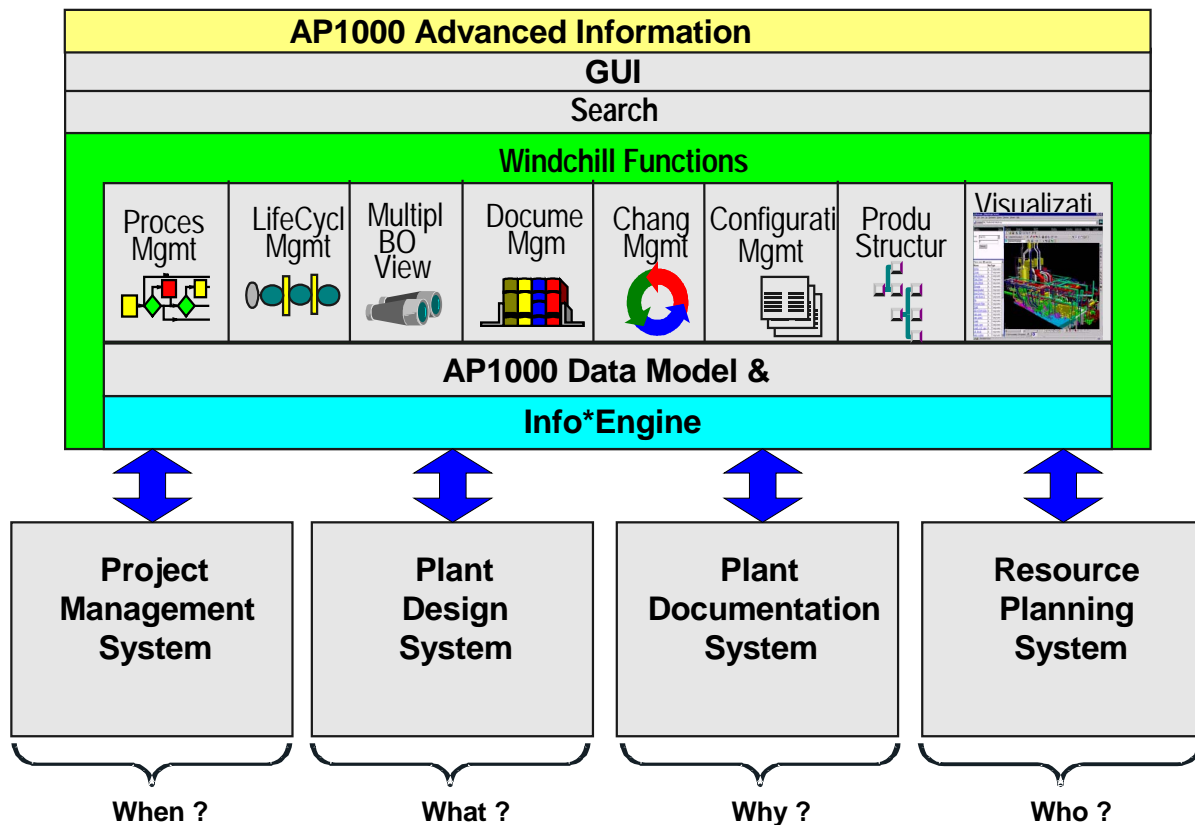 AP1000 Advanced Information
GUI
Search
Windchill Functions
Proces
Mgmt
LifeCycl
Mgmt
Multipl
BO
View
Docume
Mgm
Chang
Mgmt
Configurati
Mgmt
Produ
Structur
Visualizati
AP1000 Data Model &
Info*Engine
Project
Management
System
Plant
Design
System
Plant
Documentation
System
Resource
Planning
System
When ?
What ?
Why ?
Who ?